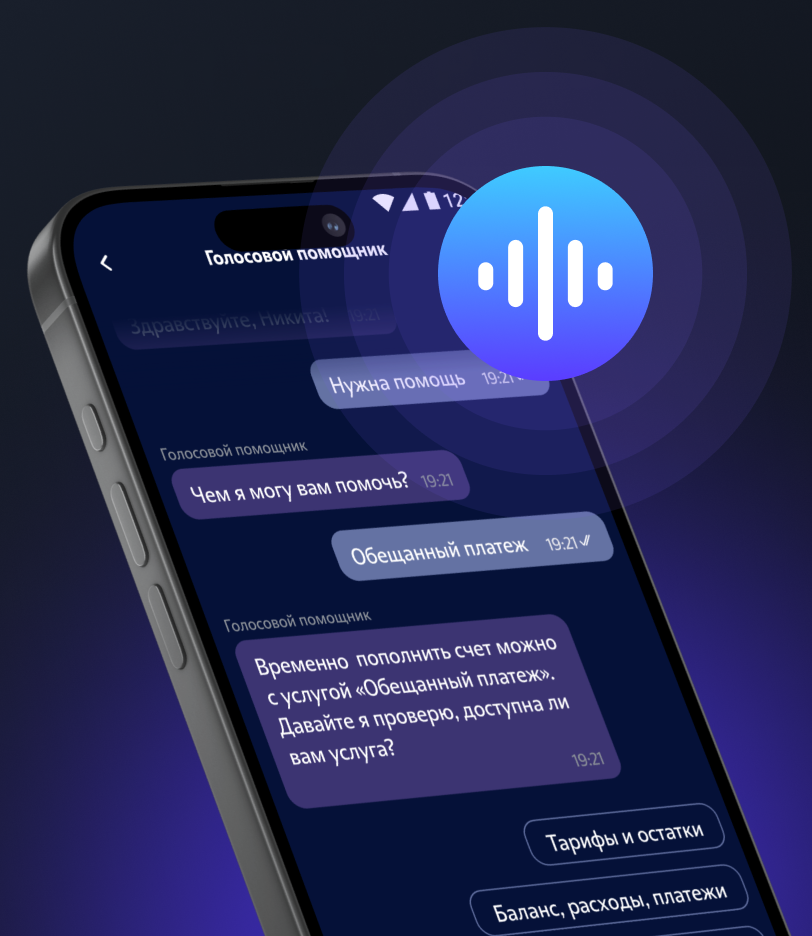 12
Голосовой помощник
Здравствуйте, Никита! 19:21
Нужна помощь 19:21
Голосовой помощник
Чем я могу вам помочь? 19:21
Обещанный платеж 19:21
Голосовой помощник
Временно пополнить счет можно
с услугой «Обещанный платеж».
Давайте я проверю, доступна ли
вам услуга?
19:21
Тарифы и остатки
Баланс, расходы, платежи